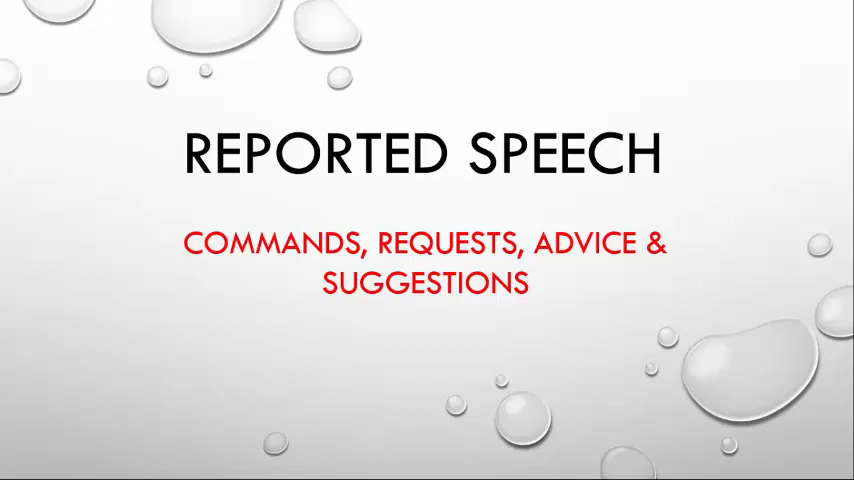 REPORTED SPEECH
COMMANDS, REQUESTS, ADVICE &
SUGGESTIONS